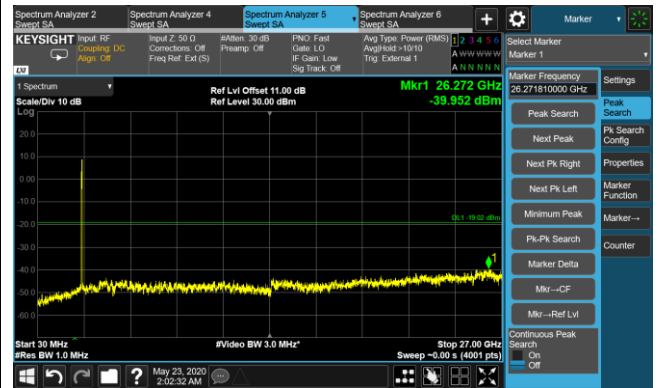 Spectrum Analyzer 2
Swept SA
Spectrum Analyzer 4
Swept SA
Spectrum Analyzer 5
Swept SA
Spectrum Analyzer 6
Swept SA
+
Marker
KEYSIGHT
Input: RF
Coupling: DC
Align: Off
Input Z: 50 Ω
Corrections: Off
Freq Ref: Ext (S)
#Atten: 30 dB
Preamp: Off
PNO: Fast
Gate: LO
IF Gain: Low
Sig Track: Off
Avg Type: Power (RMS)
Avg|Hold:>10/10
Trig: External 1
1 2 3 4 5 6
A W W W W W
A N N N N N
LXI
Select Marker
Marker 1
1 Spectrum
Scale/Div 10 dB
Log
Ref Lvl Offset 11.00 dB
Ref Level 30.00 dBm
Mkr1 26.272 GHz
-39.952 dBm
20.0
10.0
0.00
-10.0
-20.0
-30.0
-40.0
-50.0
-60.0
DL1 -19.02 dBm
1
Start 30 MHz
#Res BW 1.0 MHz
#Video BW 3.0 MHz*
Stop 27.00 GHz
Sweep ~0.00 s (4001 pts)
Marker Frequency
26.271810000 GHz
Peak Search
Next Peak
Next Pk Right
Next Pk Left
Minimum Peak
Pk-Pk Search
Marker Delta
Mkr→CF
Mkr→Ref Lvl
Continuous Peak
Search
On
Off
Settings
Peak
Search
Pk Search
Config
Properties
Marker
Function
Marker→
Counter
?
May 23, 2020
2:02:32 AM